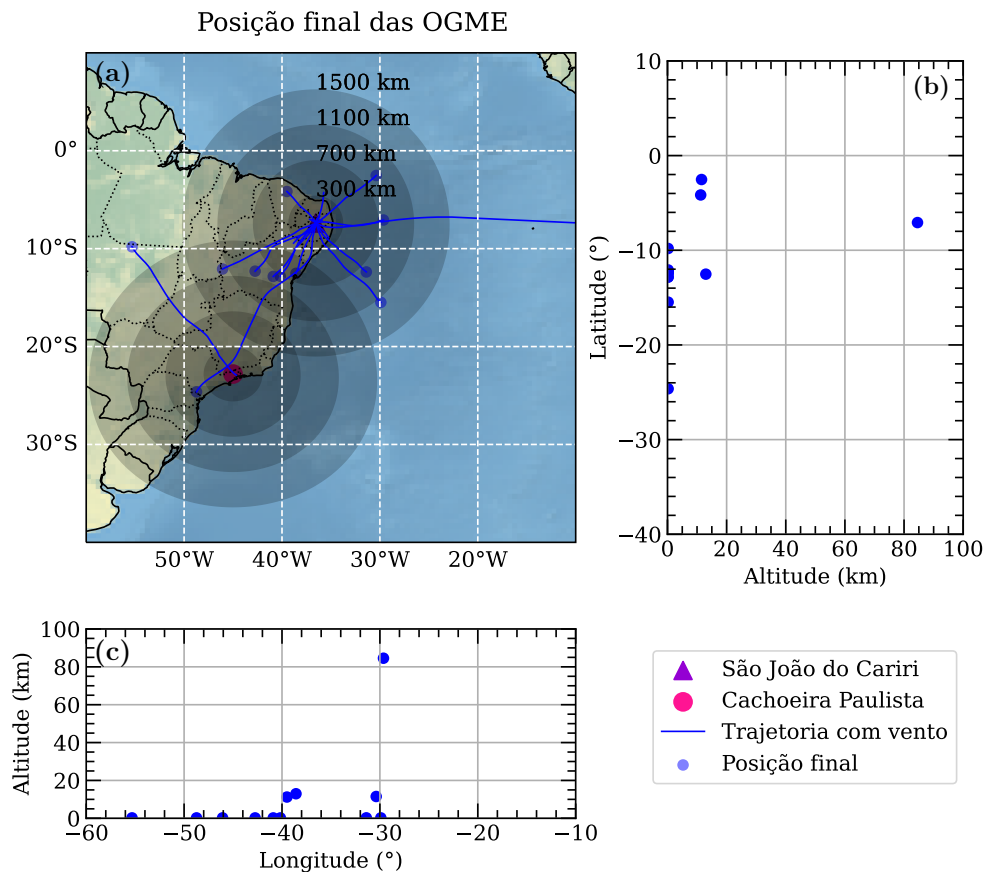 Posição final das OGME
(a)
1500 km
1100 km
700 km
300 km
0°
10°S
20°S
30°S
50°W
40°W
30°W
20°W
(b)
10
0
−10
−20
−30
−40
Latitude (°)
0
20
40
60
80
100
Altitude (km)
(c)
100
80
60
40
20
0
Altitude (km)
−60
−50
−40
−30
−20
−10
Longitude (°)
São João do Cariri
Cachoeira Paulista
Trajetoria com vento
Posição final